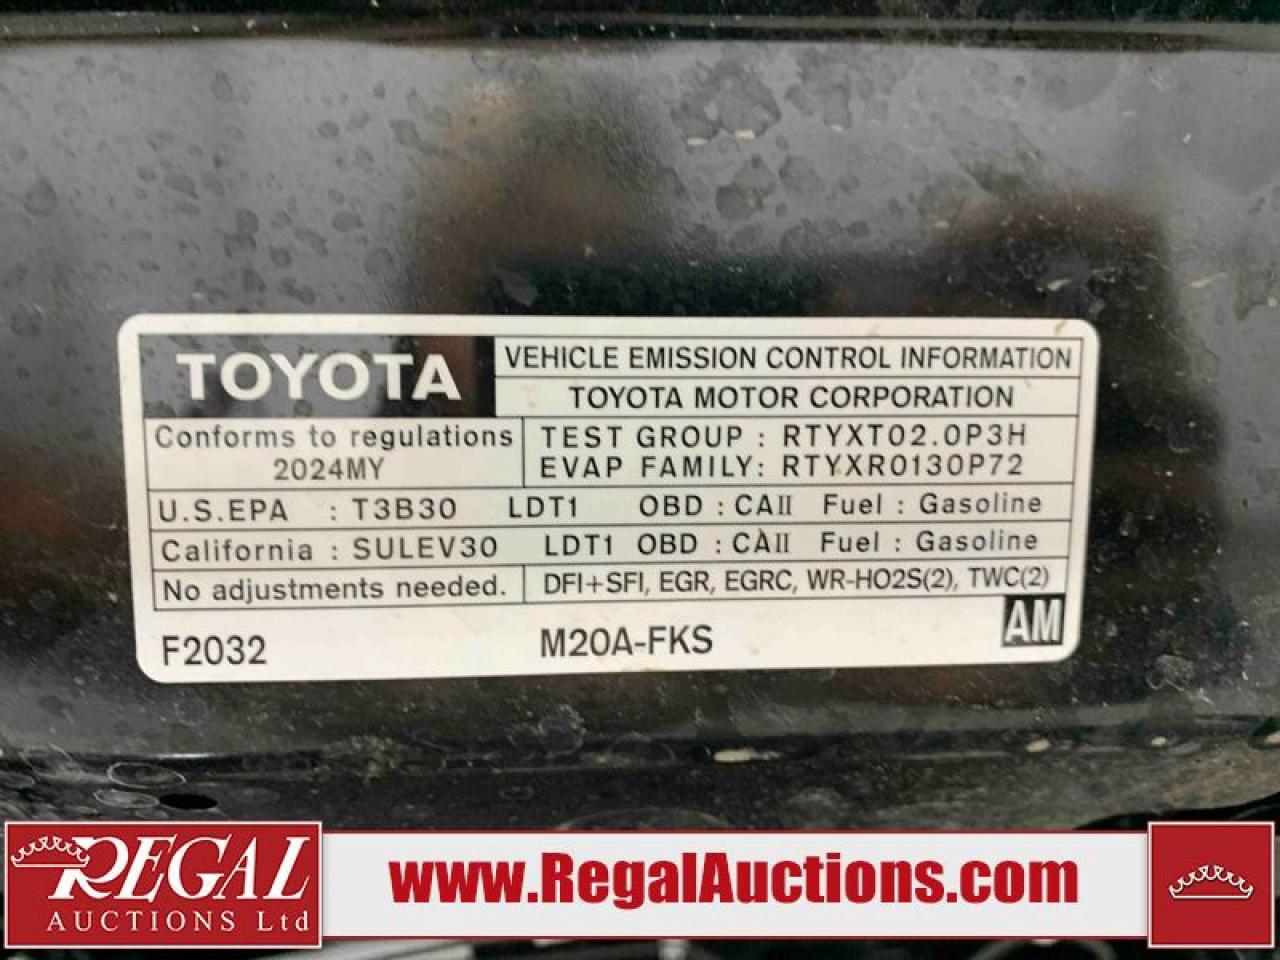 TOYOTA
VEHICLE EMISSION CONTROL INFORMATION
TOYOTA MOTOR CORPORATION
Conforms to regulations
2024MY
TEST GROUP : RTYXT02.0P3H
EVAP FAMILY: RTYXR0130P72
U.S.EPA : T3B30 LDT1 OBD : CAII Fuel : Gasoline
California : SULEV30 LDT1 OBD : CAII Fuel : Gasoline
No adjustments needed.
DFI+SFI, EGR, EGRC, WR-HO2S(2), TWC(2)
F2032
M20A-FKS
AM
REGAL
AUCTIONS Ltd
www.RegalAuctions.com